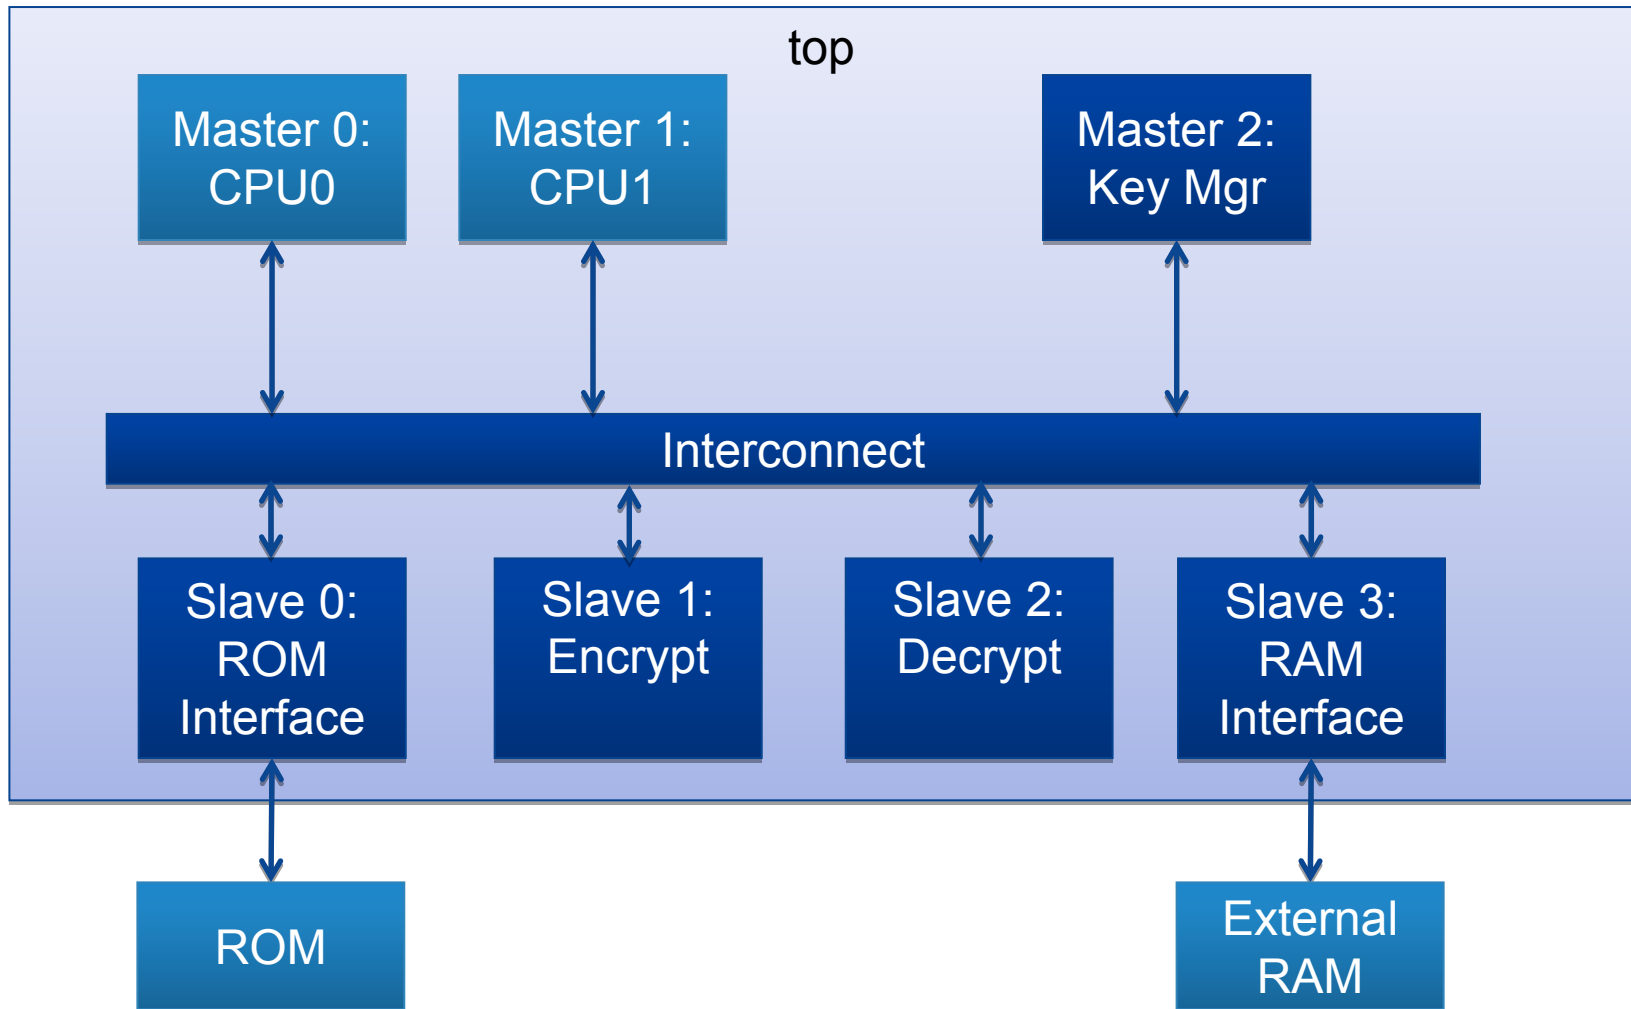 top
Master 0:
CPU0
Master 1:
CPU1
Master 2:
Key Mgr
Interconnect
Slave 0:
ROM
Interface
Slave 1:
Encrypt
Slave 2:
Decrypt
Slave 3:
RAM
Interface
ROM
External
RAM